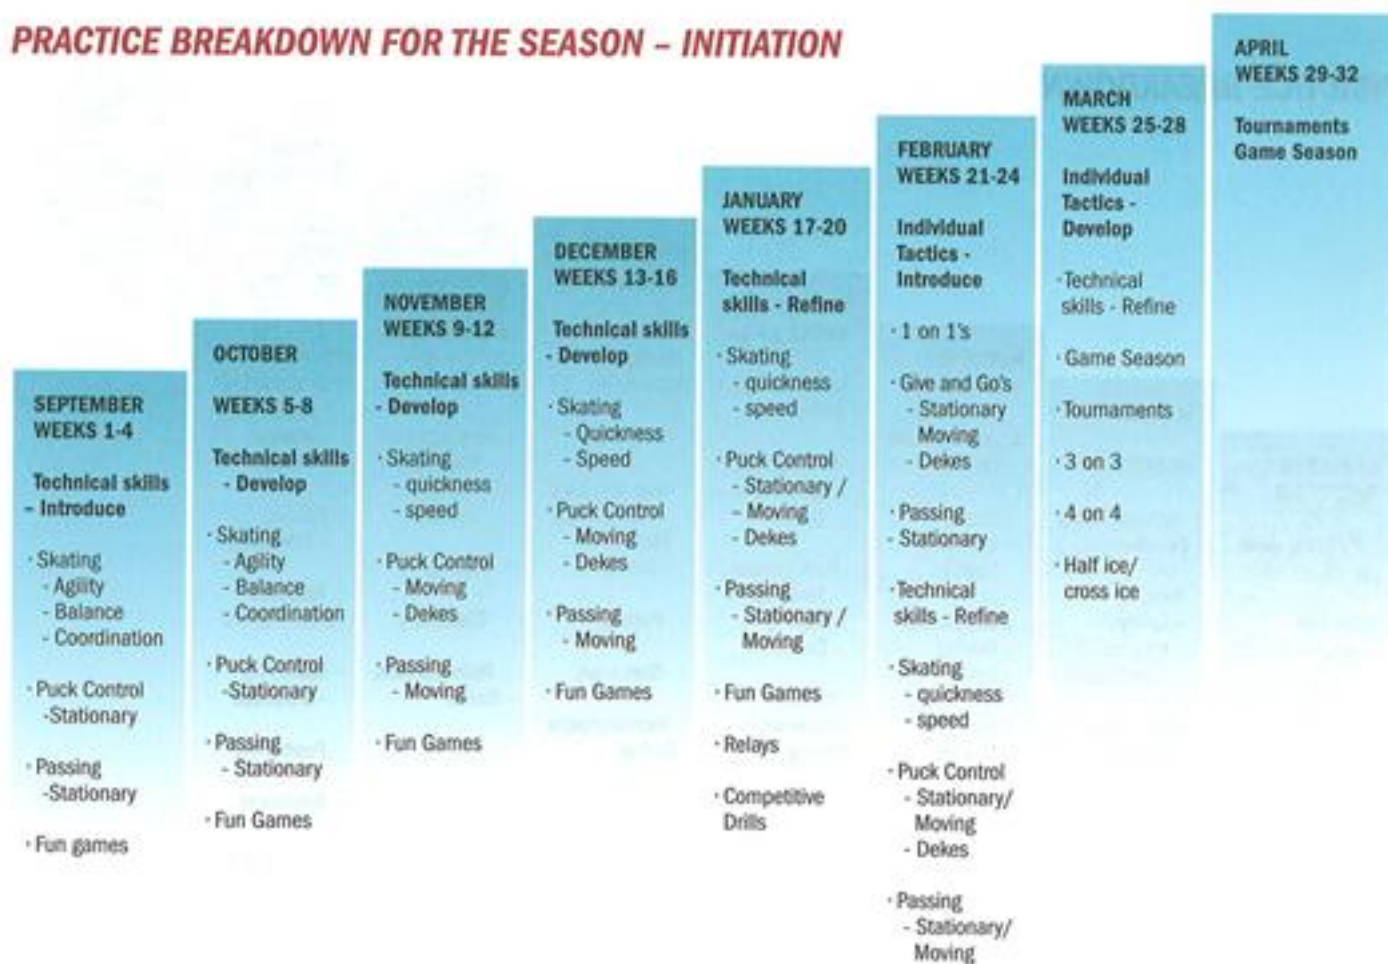 PRACTICE BREAKDOWN FOR THE SEASON – INITIATION
SEPTEMBER
WEEKS 1-4
Technical skills
– Introduce
· Skating
- Agility
- Balance
- Coordination
· Puck Control
-Stationary
· Passing
-Stationary
· Fun games
OCTOBER
WEEKS 5-8
Technical skills
- Develop
· Skating
- Agility
- Balance
- Coordination
· Puck Control
-Stationary
· Passing
- Stationary
· Fun Games
NOVEMBER
WEEKS 9-12
Technical skills
- Develop
· Skating
- quickness
- speed
· Puck Control
- Moving
- Dekes
· Passing
- Moving
· Fun Games
DECEMBER
WEEKS 13-16
Technical skills
- Develop
· Skating
- Quickness
- Speed
· Puck Control
- Moving
- Dekes
· Passing
- Moving
· Fun Games
JANUARY
WEEKS 17-20
Technical
skills - Refine
· Skating
- quickness
- speed
· Puck Control
- Stationary /
- Moving
- Dekes
· Passing
- Stationary /
Moving
· Fun Games
· Relays
· Competitive
Drills
FEBRUARY
WEEKS 21-24
Individual
Tactics -
Introduce
· 1 on 1's
· Give and Go's
- Stationary
Moving
- Dekes
· Passing
- Stationary
· Technical
skills - Refine
· Skating
- quickness
- speed
· Puck Control
- Stationary/
Moving
- Dekes
· Passing
- Stationary/
Moving
MARCH
WEEKS 25-28
Individual
Tactics -
Develop
· Technical
skills - Refine
· Game Season
· Tournaments
· 3 on 3
· 4 on 4
· Half ice/
cross ice
APRIL
WEEKS 29-32
Tournaments
Game Season